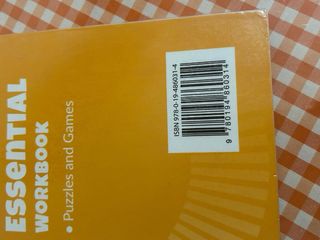 Essential
WORKBOOK
• Puzzles and Games
ISBN 978-0-19-486031-4
9 780194 860314